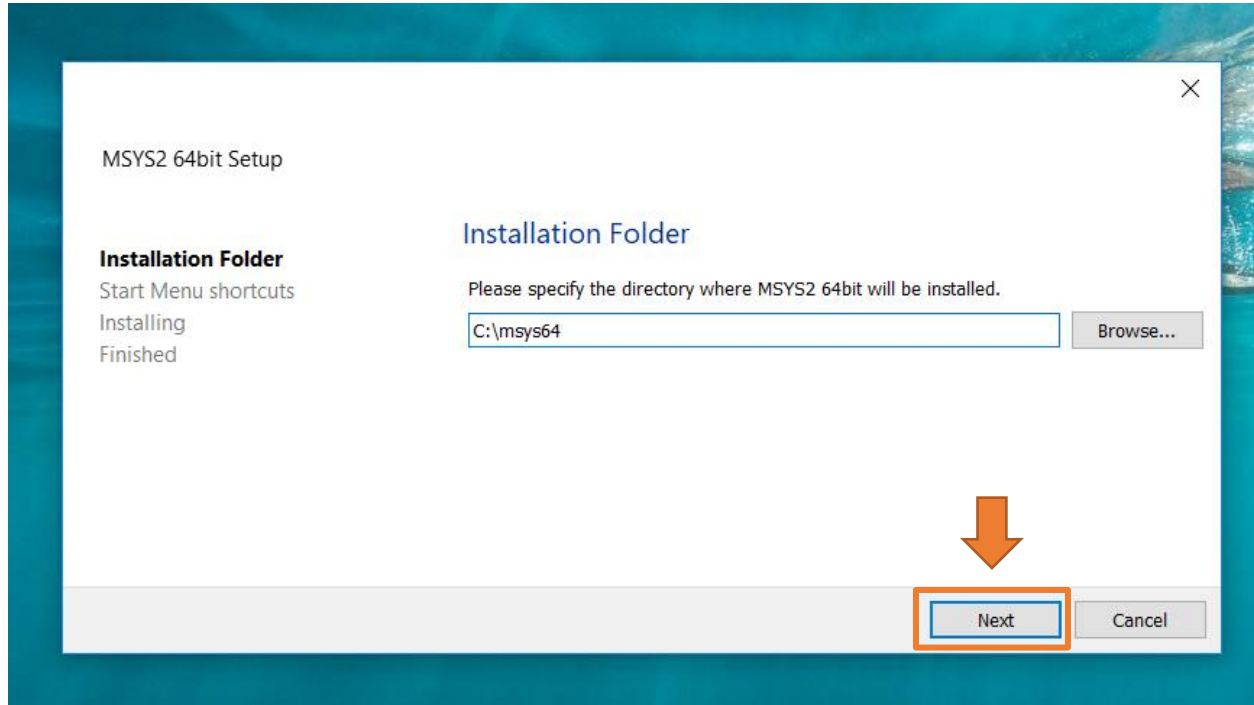 MSYS2 64bit Setup
Installation Folder
Start Menu shortcuts
Installing
Finished
Installation Folder
Please specify the directory where MSYS2 64bit will be installed.
C:\msys64
Browse...
Next
Cancel